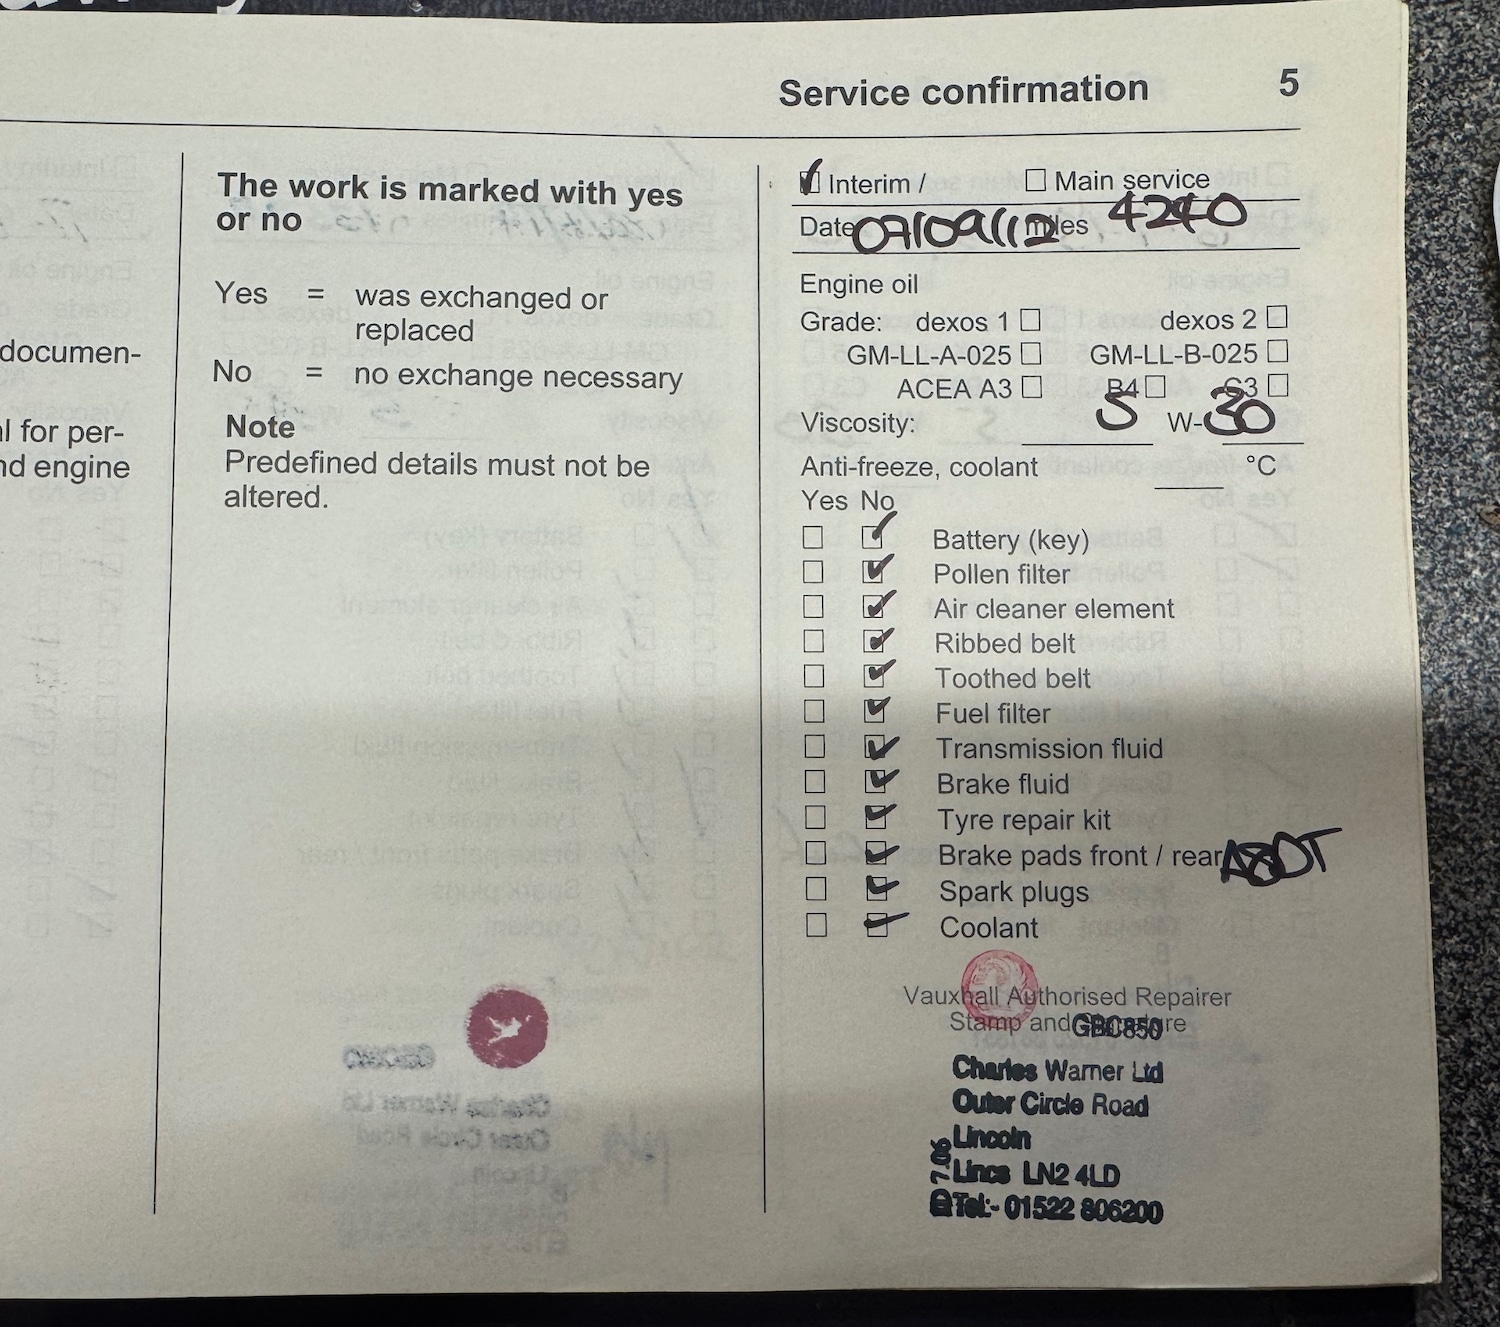 Service confirmation 5
documen-
l for per-
nd engine
The work is marked with yes
or no
Yes = was exchanged or
replaced
No = no exchange necessary
Note
Predefined details must not be
altered.
Interim / Main service
Date 07/09/12 miles 4240
Engine oil
Grade: dexos 1 dexos 2
GM-LL-A-025 GM-LL-B-025
ACEA A3 B4 C3
Viscosity: 5 W-30
Anti-freeze, coolant °C
Yes No
Battery (key)
Pollen filter
Air cleaner element
Ribbed belt
Toothed belt
Fuel filter
Transmission fluid
Brake fluid
Tyre repair kit
Brake pads front / rear
Spark plugs
Coolant
Vauxhall Authorised Repairer
Stamp and Signature
GBC850
Charles Warner Ltd
Outer Circle Road
Lincoln
Lincs LN2 4LD
Tel:- 01522 806200